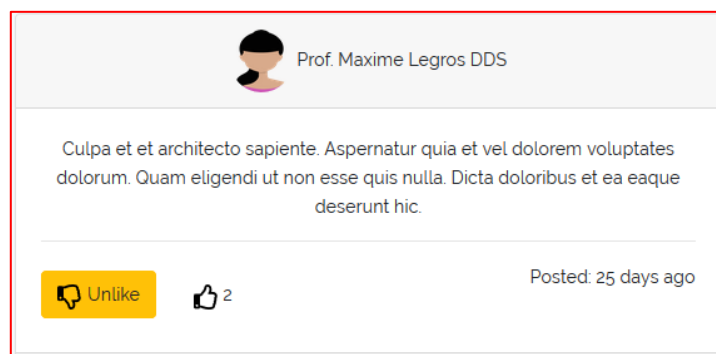 Prof. Maxime Legros DDS
Culpa et et architecto sapiente. Aspernatur quia et vel dolorem voluptates
dolorum. Quam eligendi ut non esse quis nulla. Dicta doloribus et ea eaque
deserunt hic.
Posted: 25 days ago
Unlike 2